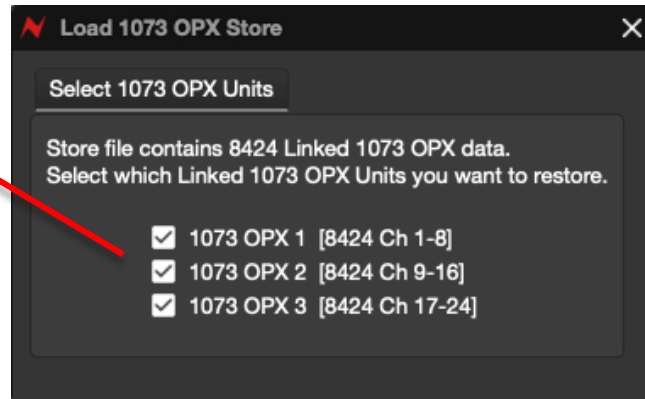 Load 1073 OPX Store
Select 1073 OPX Units
Store file contains 8424 Linked 1073 OPX data.
Select which Linked 1073 OPX Units you want to restore.
1073 OPX 1 [8424 Ch 1-8]
1073 OPX 2 [8424 Ch 9-16]
1073 OPX 3 [8424 Ch 17-24]